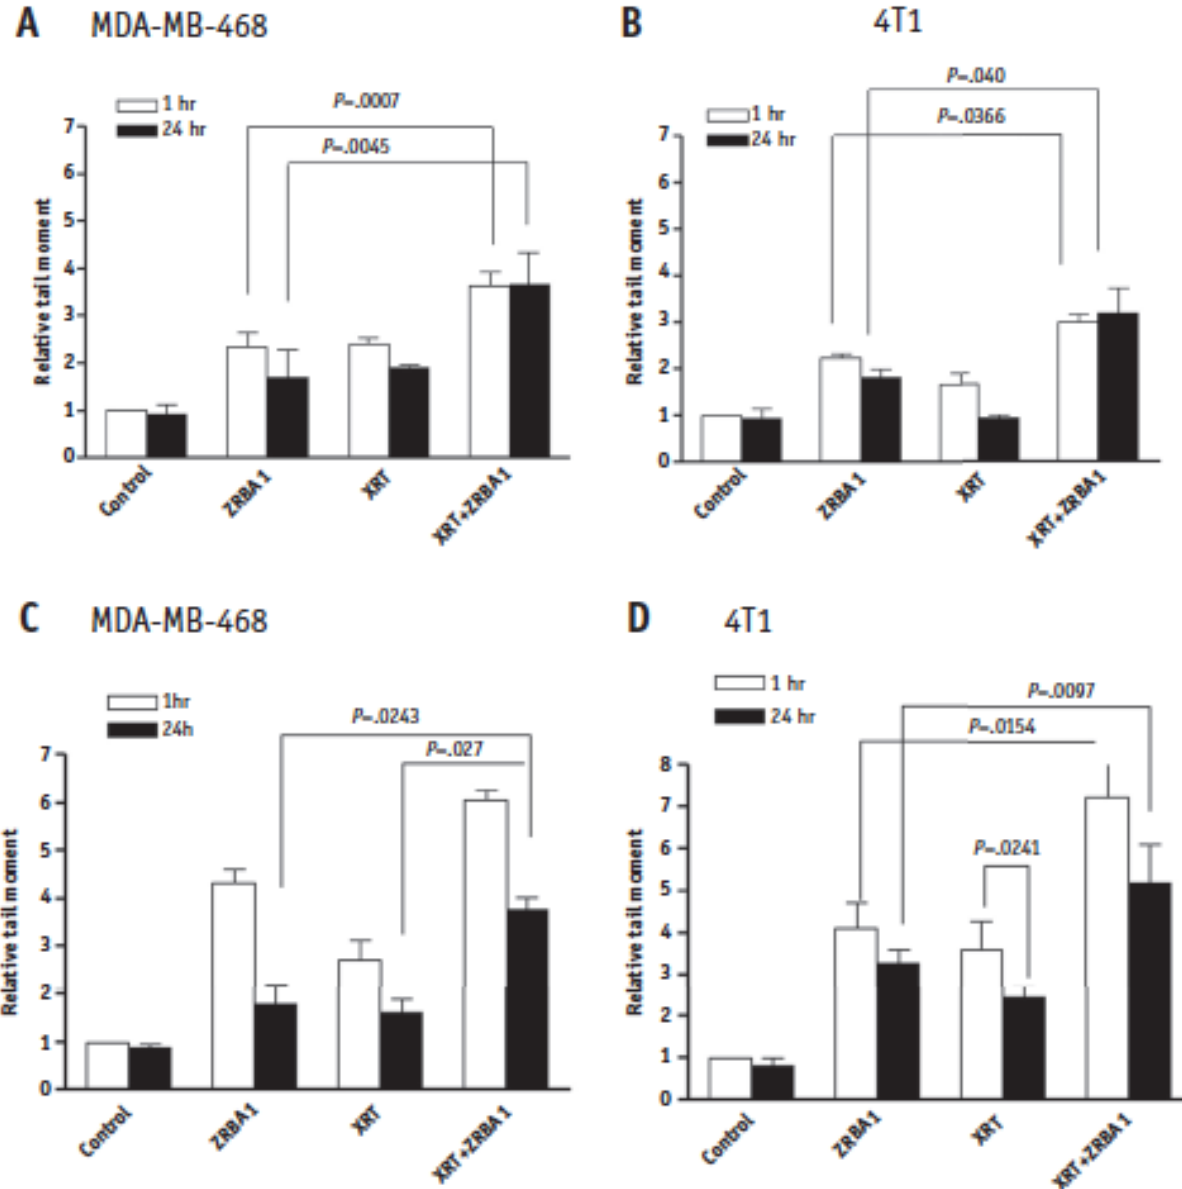 A MDA-MB-468
1 hr
24 hr
P=.0007
P=.0045
7
6
5
4
3
2
1
0
Relative tail moment
Control
ZRBA1
XRT
XRT+ZRBA1
B 4T1
1 hr
24 hr
P=.040
P=.0366
7
6
5
4
3
2
1
0
Relative tail moment
Control
ZRBA1
XRT
XRT+ZRBA1
C MDA-MB-468
1hr
24h
P=.0243
P=.027
7
6
5
4
3
2
1
0
Relative tail moment
Control
ZRBA1
XRT
XRT+ZRBA1
D 4T1
1 hr
24 hr
P=.0097
P=.0154
P=.0241
8
7
6
5
4
3
2
1
0
Relative tail moment
Control
ZRBA1
XRT
XRT+ZRBA1